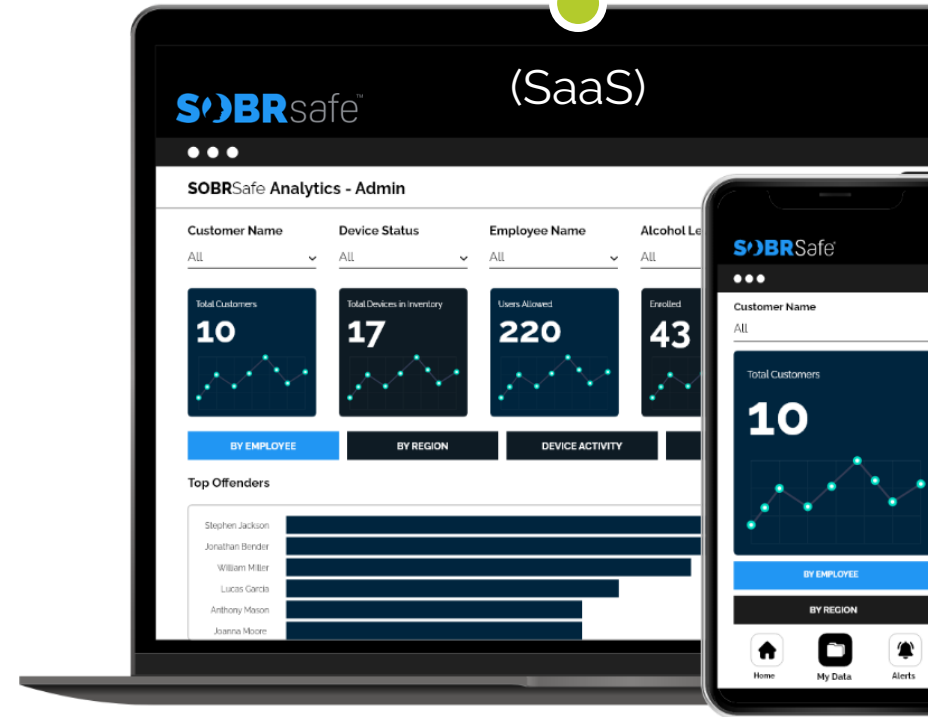 (SaaS)
SOBRsafe™
SOBRSafe Analytics - Admin
Customer Name Device Status Employee Name Alcohol Le
All All All All
Total Customers Total Devices in Inventory Users Allowed Enrolled
10 17 220 43
BY EMPLOYEE BY REGION DEVICE ACTIVITY
Top Offenders
Stephen Jackson
Jonathan Bender
William Miller
Lucas Garcia
Anthony Mason
Joanna Moore
SOBRSafe
Customer Name
All
Total Customers
10
BY EMPLOYEE
BY REGION
Home My Data Alerts